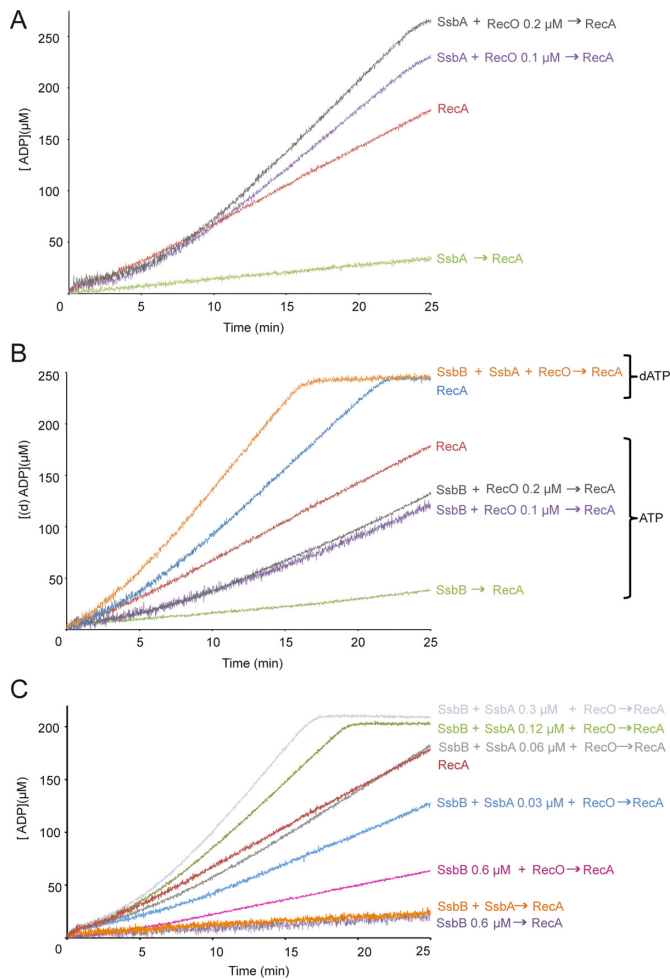 A
[ ADP](µM)
250
200
150
100
50
0
5
10
15
20
25
Time (min)
SsbA + RecO 0.2 µM → RecA
SsbA + RecO 0.1 µM → RecA
RecA
SsbA → RecA
B
[(d) ADP](µM)
250
200
150
100
50
0
5
10
15
20
25
Time (min)
SsbB + SsbA + RecO → RecA
RecA
dATP
RecA
SsbB + RecO 0.2 µM → RecA
SsbB + RecO 0.1 µM → RecA
SsbB → RecA
ATP
C
[ ADP](µM)
200
150
100
50
0
5
10
15
20
25
Time (min)
SsbB + SsbA 0.3 µM + RecO → RecA
SsbB + SsbA 0.12 µM + RecO → RecA
SsbB + SsbA 0.06 µM + RecO → RecA
RecA
SsbB + SsbA 0.03 µM + RecO → RecA
SsbB 0.6 µM + RecO → RecA
SsbB + SsbA → RecA
SsbB 0.6 µM → RecA